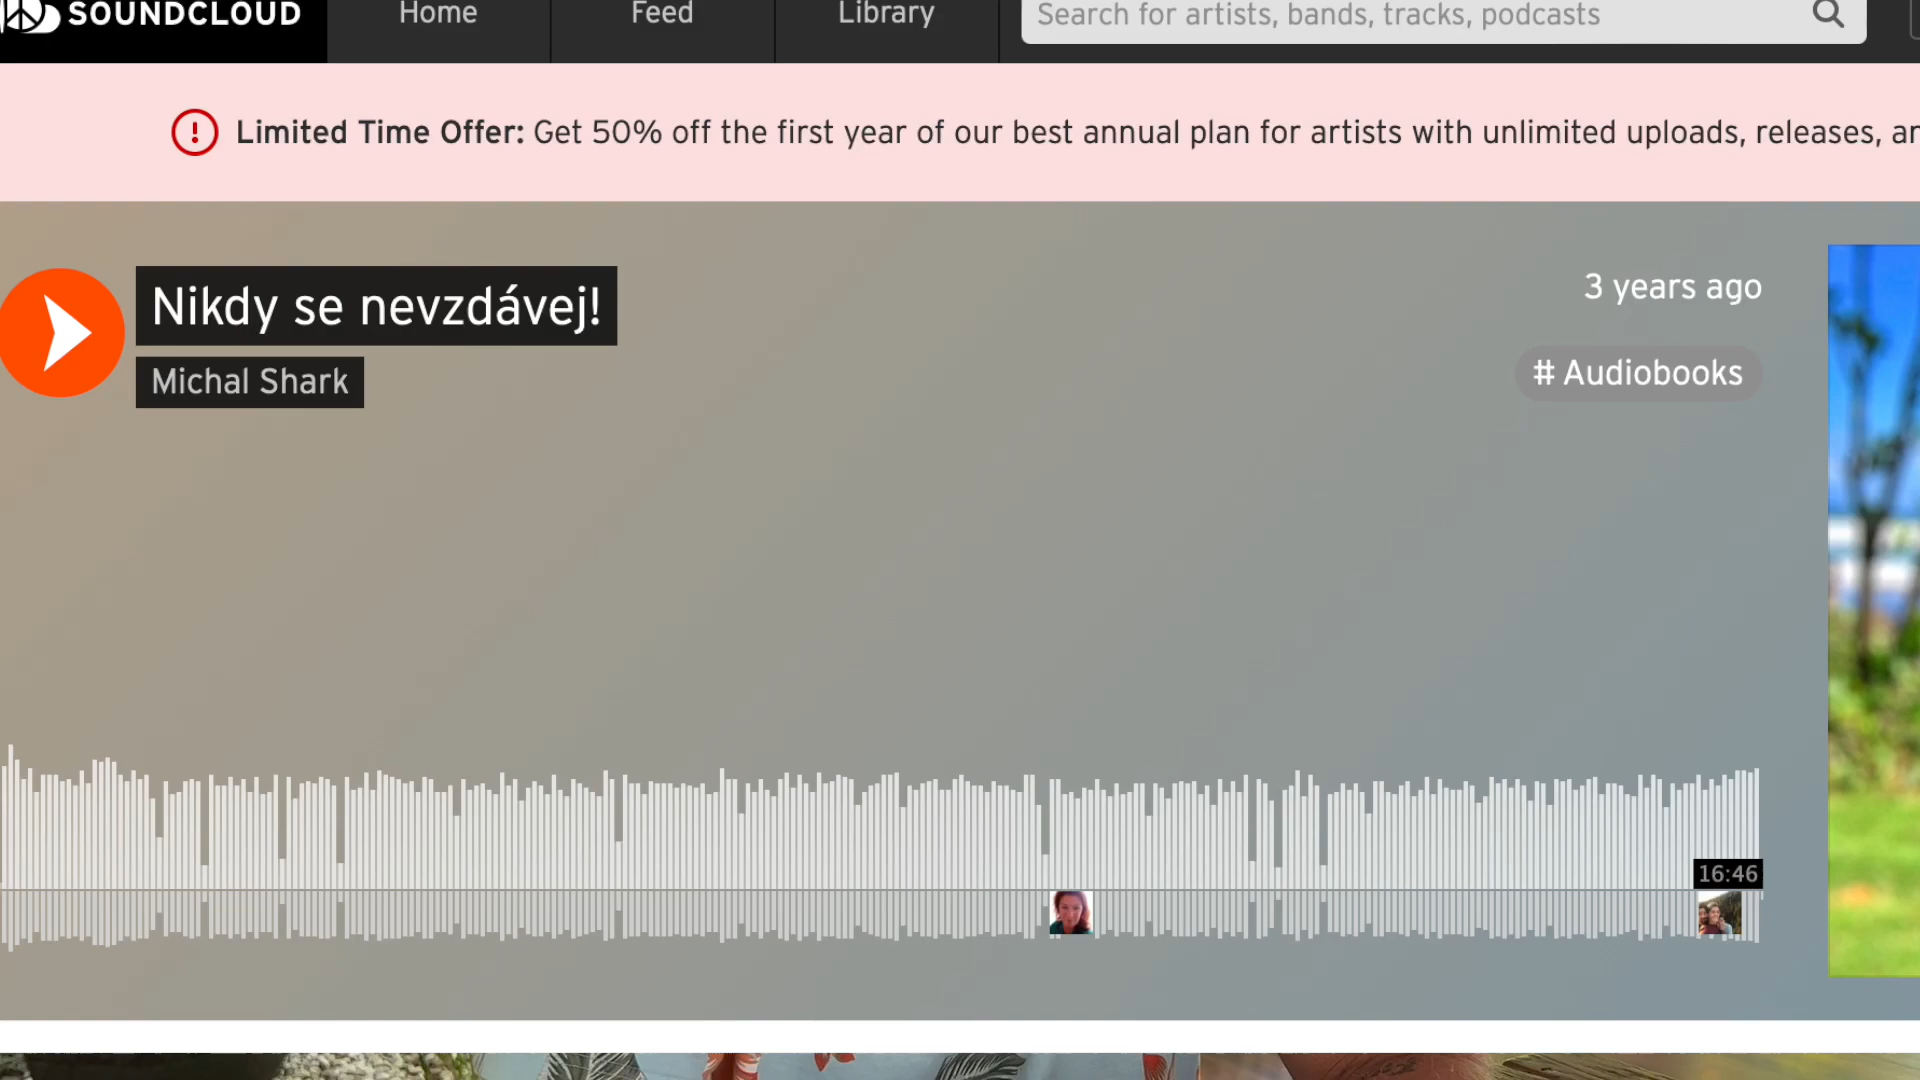 SOUNDCLOUD
Home
Feed
Library
Search for artists, bands, tracks, podcasts
Limited Time Offer: Get 50% off the first year of our best annual plan for artists with unlimited uploads, releases,
Nikdy se nevzdávej!
Michal Shark
3 years ago
# Audiobooks
16:46